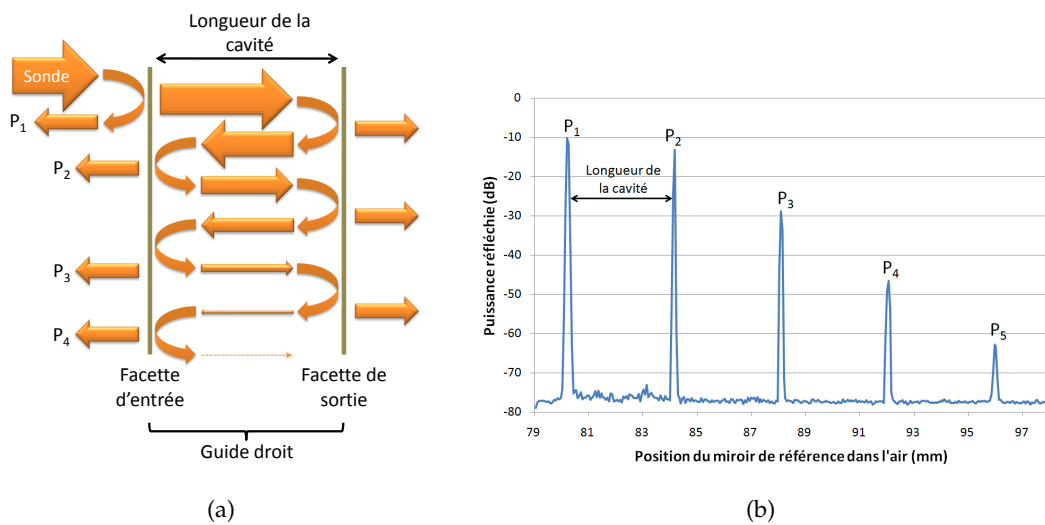 Longueur de la
cavité
Sonde
P1
P2
P3
P4
Facette
d'entrée
Facette de
sortie
Guide droit
(a)
Puissance réfléchie (dB)
0
-10
-20
-30
-40
-50
-60
-70
-80
P1
P2
P3
P4
P5
Longueur de
la cavité
79 81 83 84 87 89 91 93 95 97
Position du miroir de référence dans l'air (mm)
(b)